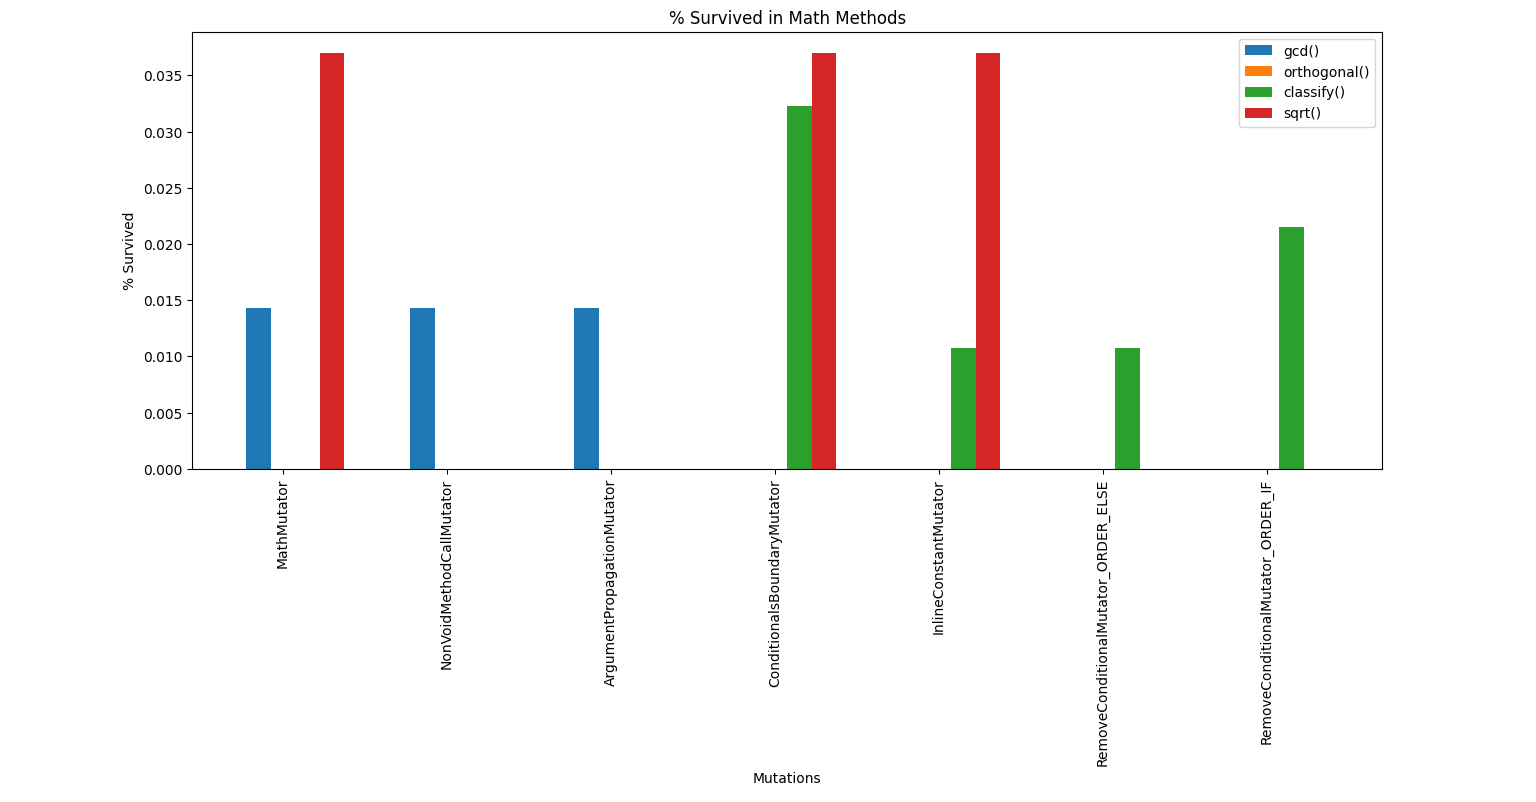 % Survived in Math Methods
gcd()
orthogonal()
classify()
sqrt()
% Survived
0.035
0.030
0.025
0.020
0.015
0.010
0.005
0.000
MathMutator
NonVoidMethodCallMutator
ArgumentPropagationMutator
ConditionalsBoundaryMutator
InlineConstantMutator
RemoveConditionalMutator_ORDER_ELSE
RemoveConditionalMutator_ORDER_IF
Mutations